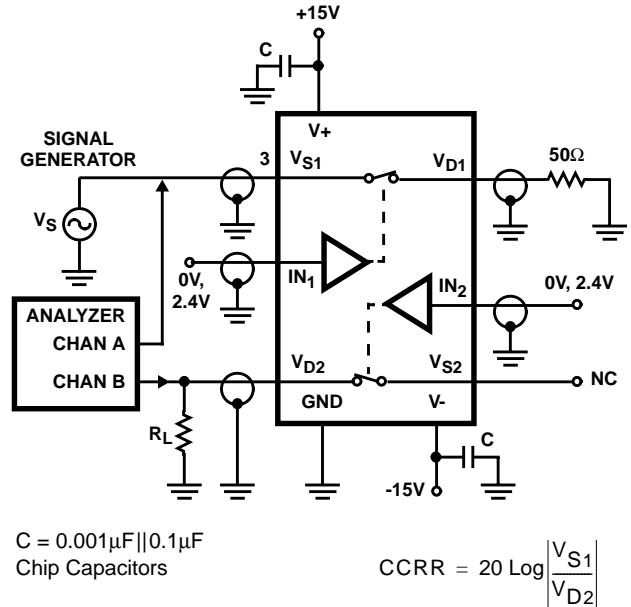 +15V
C
V+
SIGNAL
GENERATOR
3
VS1
VD1
50Ω
VS
0V,
2.4V
IN1
IN2
0V, 2.4V
ANALYZER
CHAN A
CHAN B
VD2
VS2
NC
GND
V-
RL
C
-15V
C = 0.001μF||0.1μF
Chip Capacitors
CCRR = 20 Log|VS1/VD2|